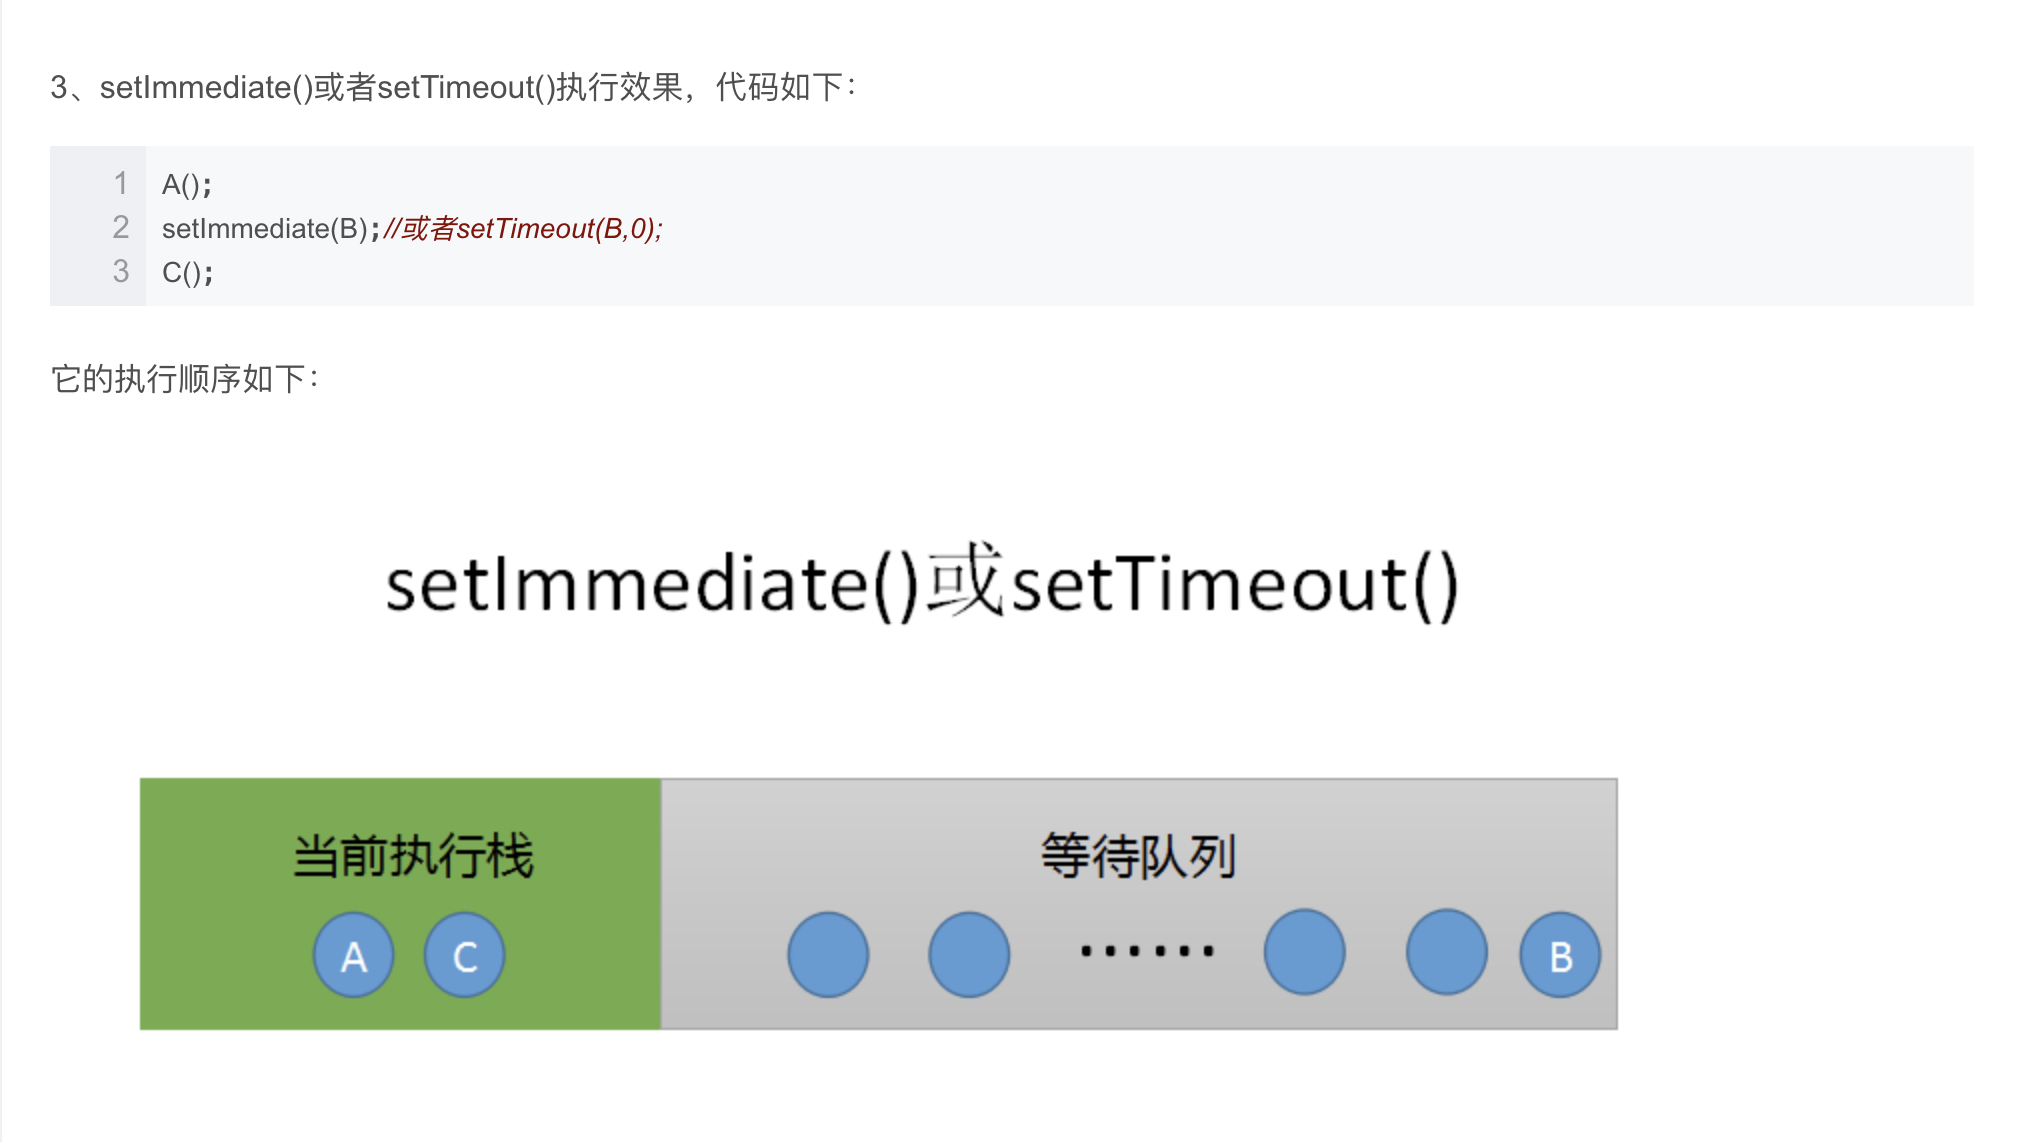 3、setImmediate()或者setTimeout()执行效果，代码如下：
1 A();
2 setImmediate(B);//或者setTimeout(B,0);
3 C();
它的执行顺序如下：
setImmediate()或setTimeout()
当前执行栈 等待队列
A C ...... B